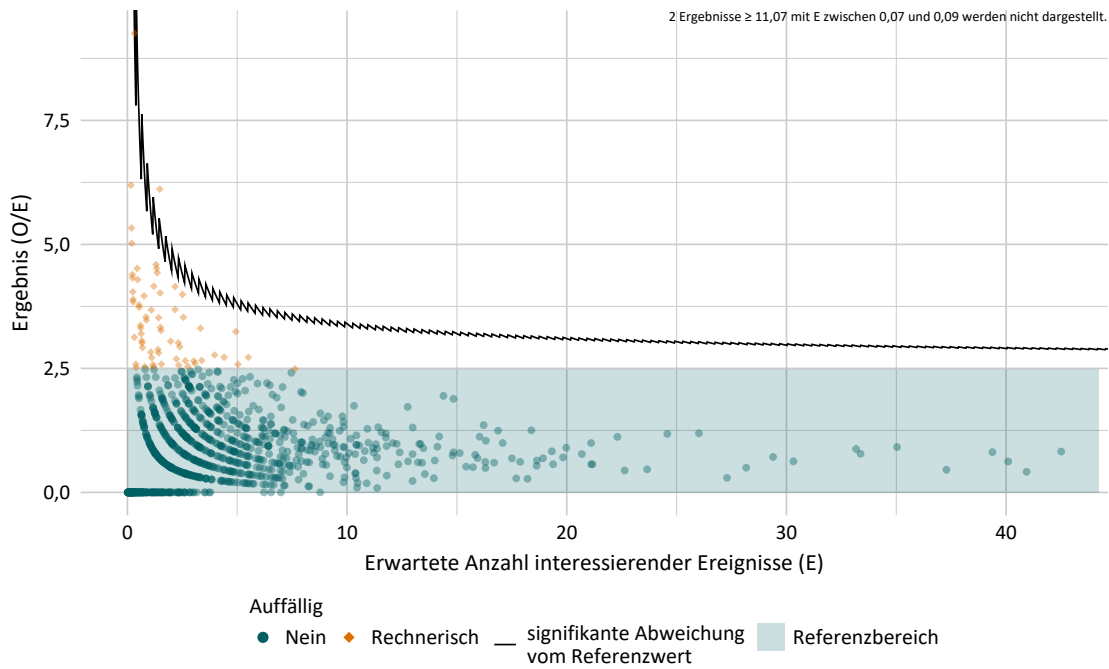 2 Ergebnisse ≥ 11,07 mit E zwischen 0,07 und 0,09 werden nicht dargestellt.
Ergebnis (O/E)
7,5
5,0
2,5
0,0
0
10
20
30
40
Erwartete Anzahl interessierender Ereignisse (E)
Auffällig
Nein
Rechnerisch
signifikante Abweichung
vom Referenzwert
Referenzbereich